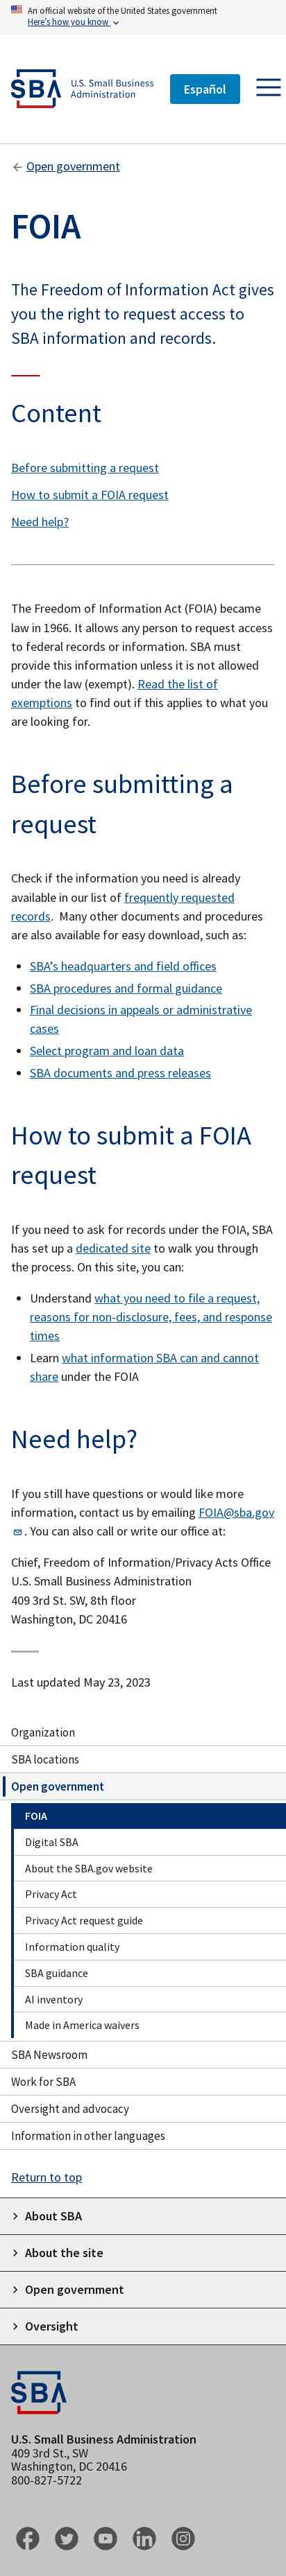 An official website of the United States government
Here's how you know
SBA U.S. Small Business
Administration
Español
Open government
FOIA
The Freedom of Information Act gives
you the right to request access to
SBA information and records.
Content
Before submitting a request
How to submit a FOIA request
Need help?
The Freedom of Information Act (FOIA) became
law in 1966. It allows any person to request access
to federal records or information. SBA must
provide this information unless it is not allowed
under the law (exempt). Read the list of
exemptions to find out if this applies to what you
are looking for.
Before submitting a
request
Check if the information you need is already
available in our list of frequently requested
records.  Many other documents and procedures
are also available for easy download, such as:
SBA's headquarters and field offices
SBA procedures and formal guidance
Final decisions in appeals or administrative
cases
Select program and loan data
SBA documents and press releases
How to submit a FOIA
request
If you need to ask for records under the FOIA, SBA
has set up a dedicated site to walk you through
the process. On this site, you can:
Understand what you need to file a request,
reasons for non-disclosure, fees, and response
times
Learn what information SBA can and cannot
share under the FOIA
Need help?
If you still have questions or would like more
information, contact us by emailing FOIA@sba.gov
. You can also call or write our office at:
Chief, Freedom of Information/Privacy Acts Office
U.S. Small Business Administration
409 3rd St. SW, 8th floor
Washington, DC 20416
Last updated May 23, 2023
Organization
SBA locations
Open government
FOIA
Digital SBA
About the SBA.gov website
Privacy Act
Privacy Act request guide
Information quality
SBA guidance
AI inventory
Made in America waivers
SBA Newsroom
Work for SBA
Oversight and advocacy
Information in other languages
Return to top
About SBA
About the site
Open government
Oversight
SBA
U.S. Small Business Administration
409 3rd St., SW
Washington, DC 20416
800-827-5722